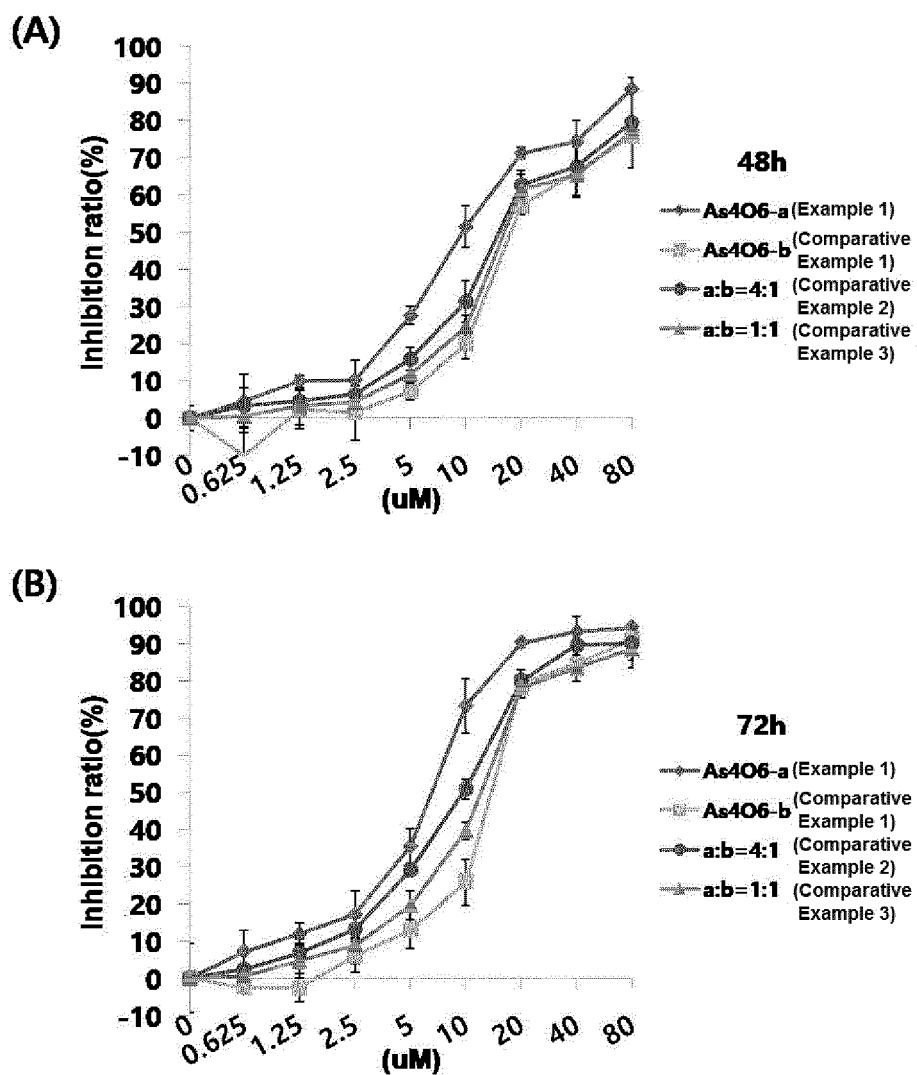 (A)
100
90
80
70
60
50
40
30
20
10
0
-10
Inhibition ratio(%)
0
0.625
1.25
2.5
5
10
20
40
80
(uM)
48h
As4O6-a (Example 1)
As4O6-b (Comparative
Example 1)
a:b=4:1 (Comparative
Example 2)
a:b=1:1 (Comparative
Example 3)
(B)
100
90
80
70
60
50
40
30
20
10
0
-10
Inhibition ratio(%)
0
0.625
1.25
2.5
5
10
20
40
80
(uM)
72h
As4O6-a (Example 1)
As4O6-b (Comparative
Example 1)
a:b=4:1 (Comparative
Example 2)
a:b=1:1 (Comparative
Example 3)